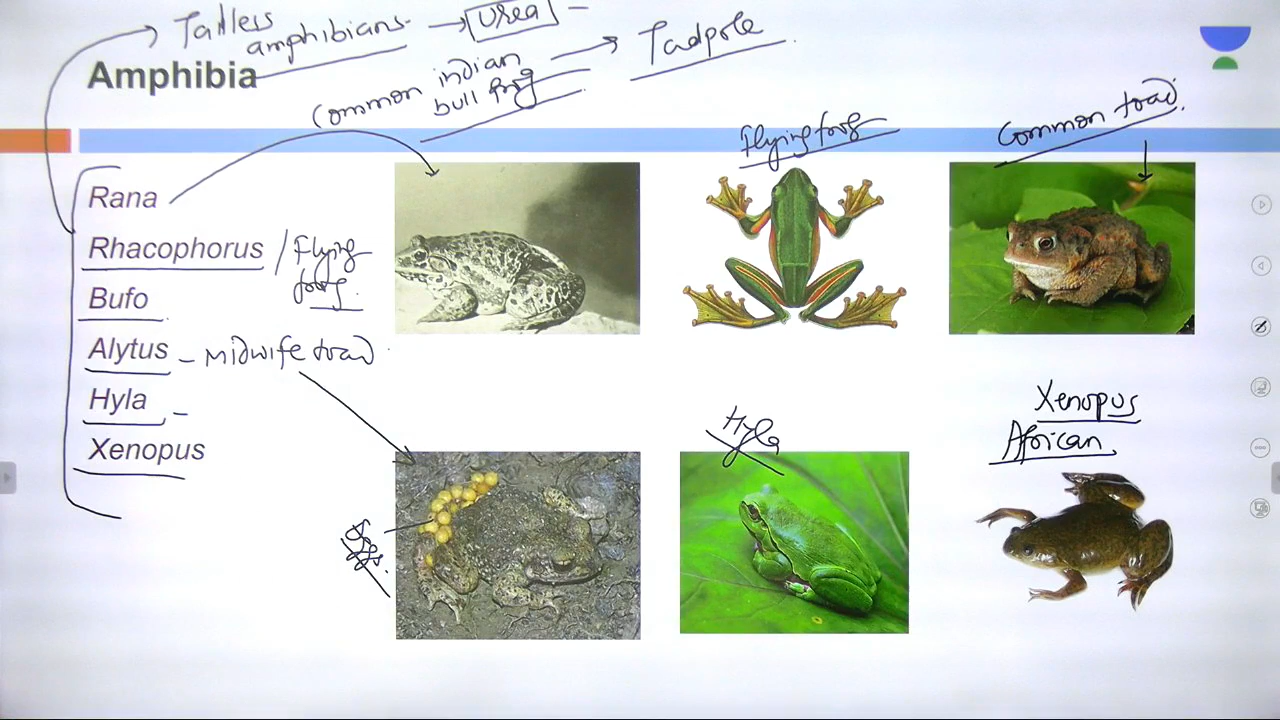 Tailless
amphibians → urea
Amphibia
Common indian
bull frog
Tadpole
Flying frog
Common toad
Rana
Rhacophorus / Flying
frog
Bufo
Alytus - midwife toad
Hyla -
Xenopus
Hyla
Xenopus
African
Eggs